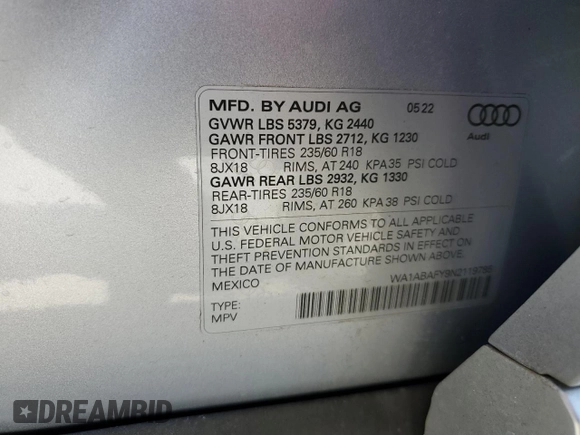 MFD. BY AUDI AG 05 22
GVWR LBS 5379, KG 2440
GAWR FRONT LBS 2712, KG 1230
FRONT-TIRES 235/60 R18
8JX18 RIMS, AT 240 KPA 35 PSI COLD
GAWR REAR LBS 2932, KG 1330
REAR-TIRES 235/60 R18
8JX18 RIMS, AT 260 KPA 38 PSI COLD
Audi
THIS VEHICLE CONFORMS TO ALL APPLICABLE
U.S. FEDERAL MOTOR VEHICLE SAFETY AND
THEFT PREVENTION STANDARDS IN EFFECT ON
THE DATE OF MANUFACTURE SHOWN ABOVE.
MEXICO
TYPE:
MPV
DREAMBID